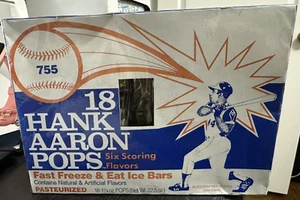 755
18
HANK
AARON
POPS
Six Scoring
Flavors
Fast Freeze & Eat Ice Bars
Contains Natural & Artificial Flavors
PASTEURIZED